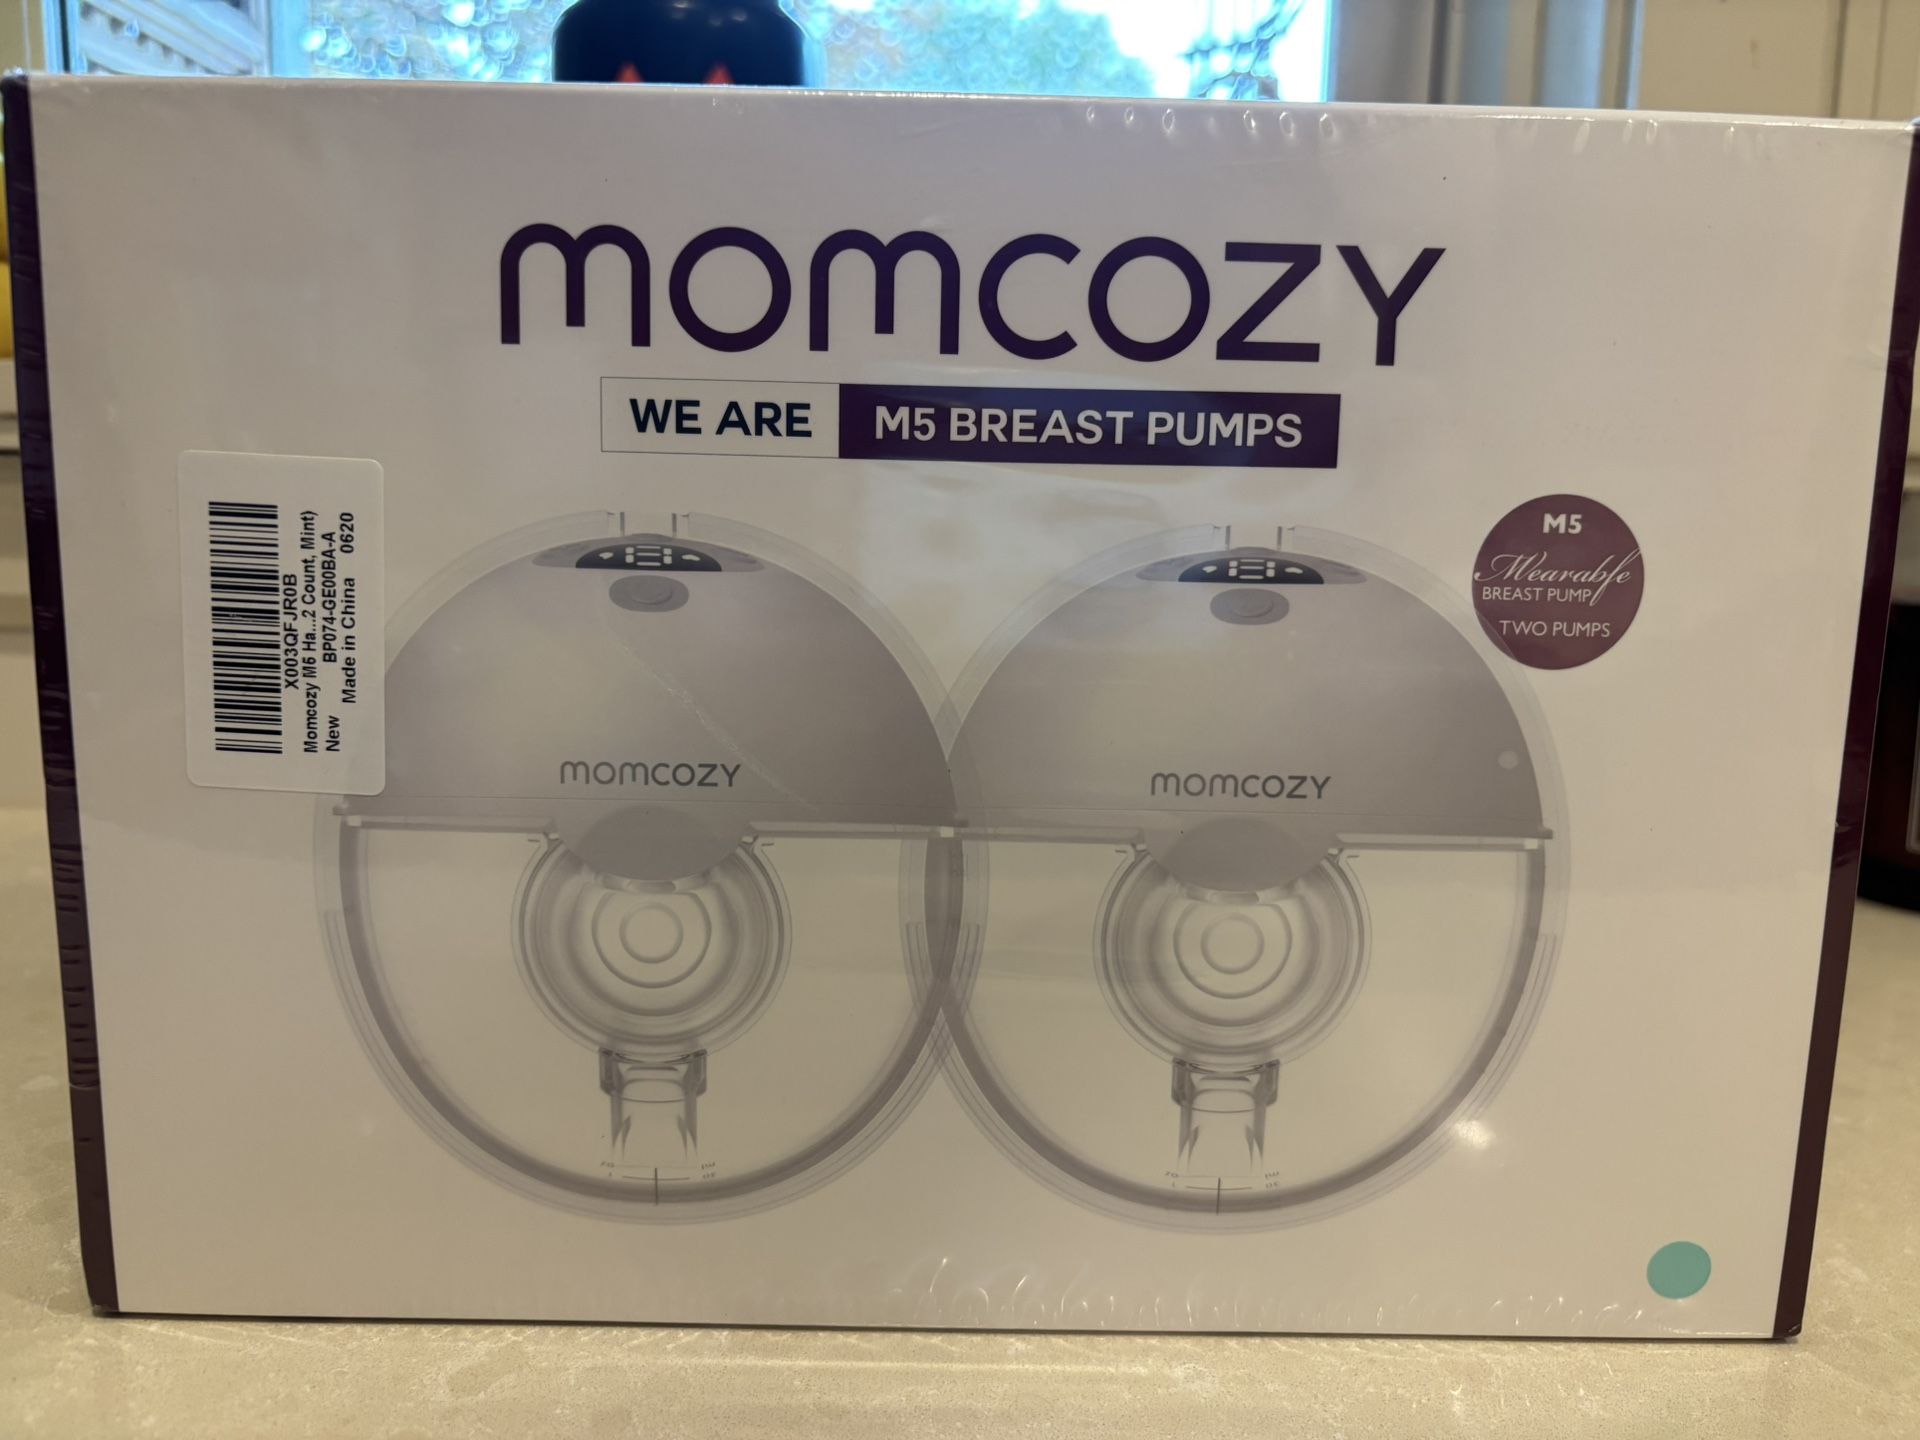 momcozy
WE ARE M5 BREAST PUMPS
X003QFJR0B
Momcozy M6 Ha...2 Count, Mint)
New BP074-GE00BA-A
Made in China 0620
M5
Wearable
BREAST PUMP
TWO PUMPS
momcozy
momcozy